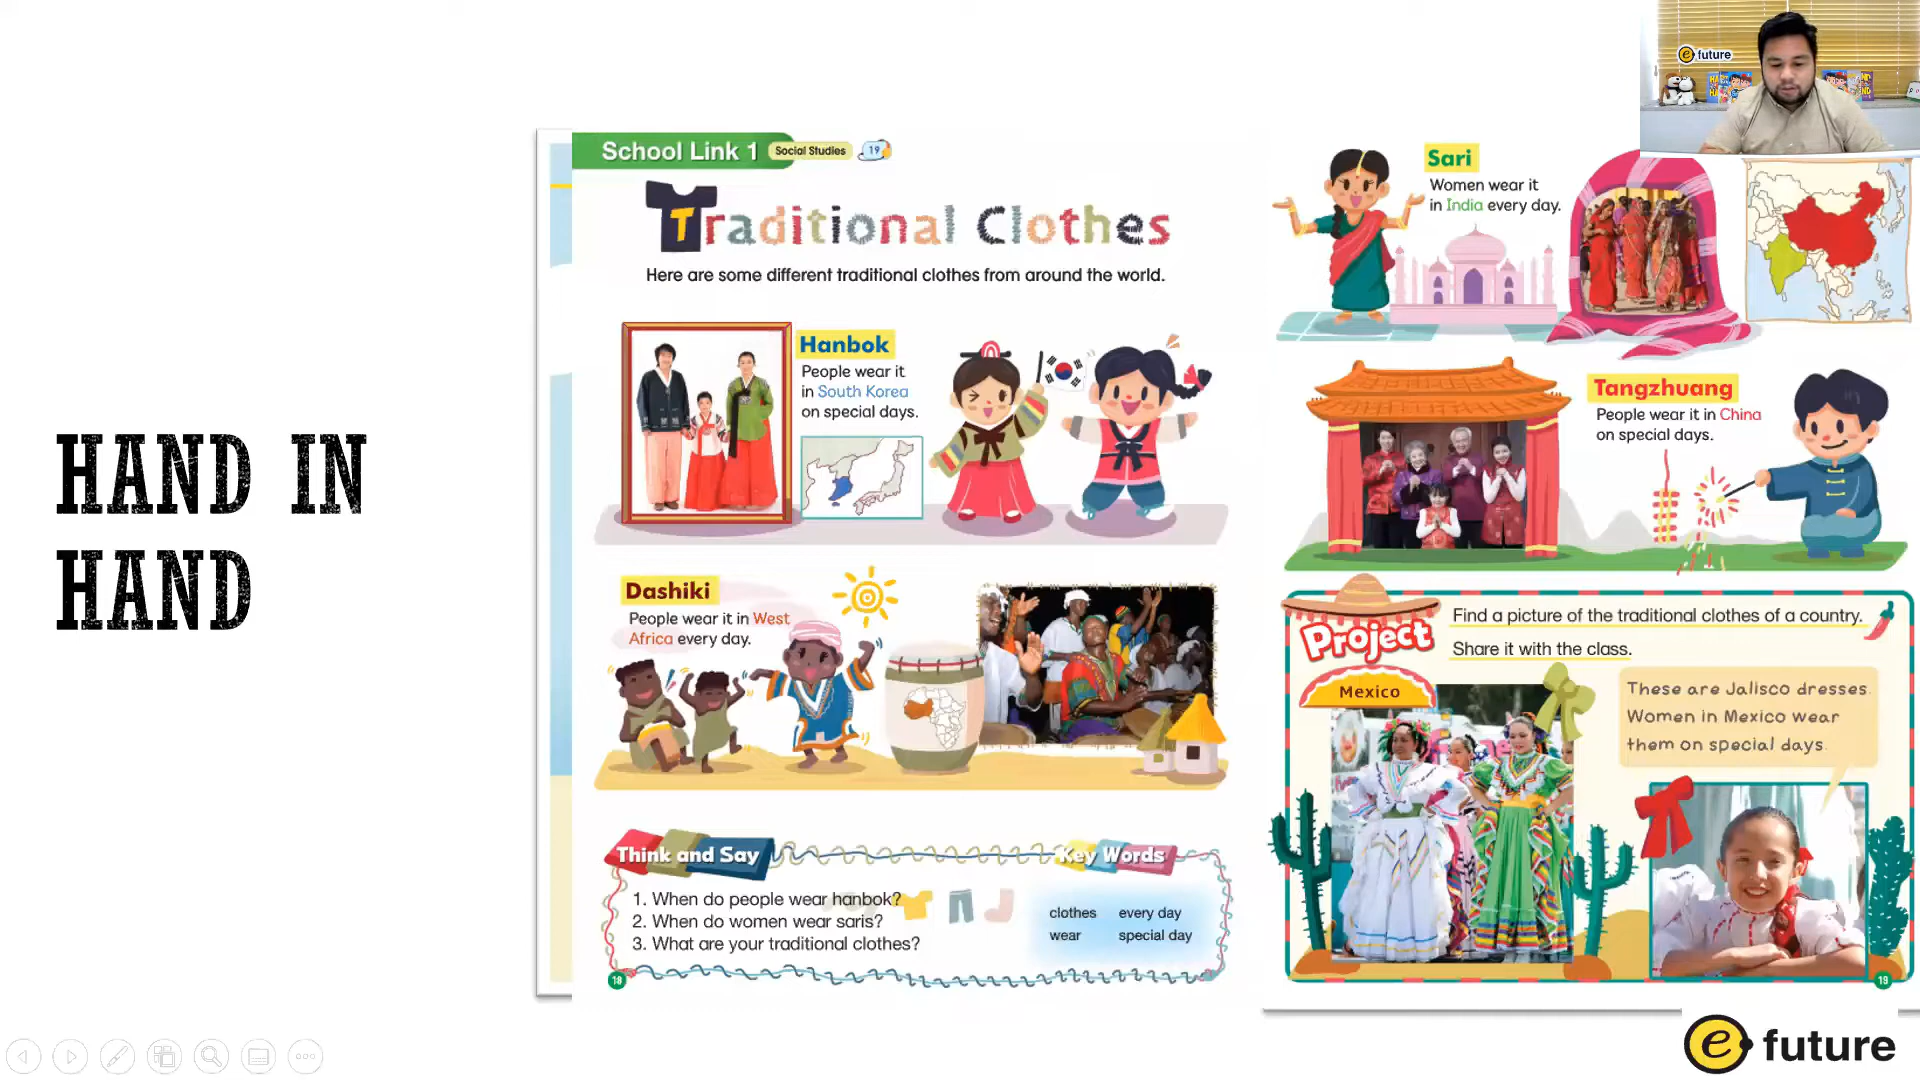 HAND IN
HAND
School Link 1
Social Studies
19
Traditional Clothes
Here are some different traditional clothes from around the world.
Hanbok
People wear it
in South Korea
on special days.
Dashiki
People wear it in West
Africa every day.
Think and Say
1. When do people wear hanbok?
2. When do women wear saris?
3. What are your traditional clothes?
Key Words
clothes every day
wear special day
18
Sari
Women wear it
in India every day.
Tangzhuang
People wear it in China
on special days.
Project
Find a picture of the traditional clothes of a country.
Share it with the class.
Mexico
These are Jalisco dresses.
Women in Mexico wear
them on special days.
19
e future
e future